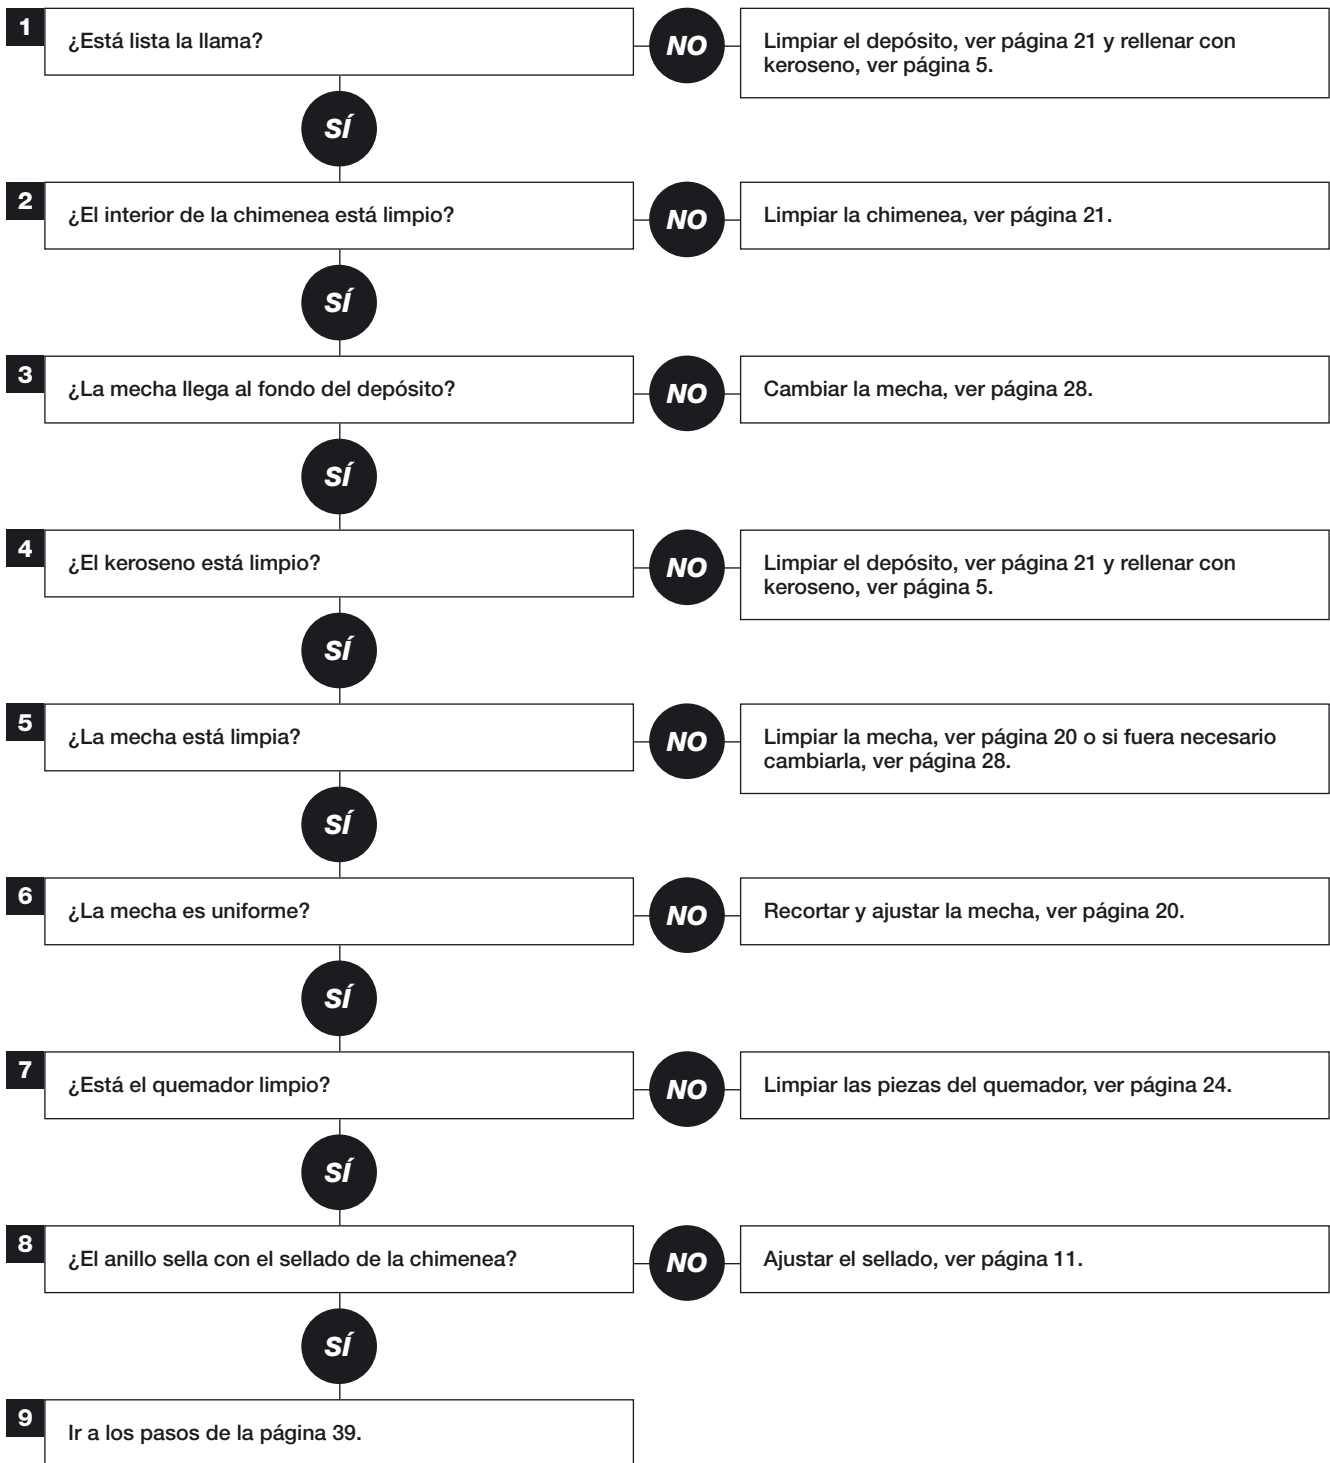 1
¿Está lista la llama?
NO
Limpiar el depósito, ver página 21 y rellenar con
keroseno, ver página 5.
SÍ
2
¿El interior de la chimenea está limpio?
NO
Limpiar la chimenea, ver página 21.
SÍ
3
¿La mecha llega al fondo del depósito?
NO
Cambiar la mecha, ver página 28.
SÍ
4
¿El keroseno está limpio?
NO
Limpiar el depósito, ver página 21 y rellenar con
keroseno, ver página 5.
SÍ
5
¿La mecha está limpia?
NO
Limpiar la mecha, ver página 20 o si fuera necesario
cambiarla, ver página 28.
SÍ
6
¿La mecha es uniforme?
NO
Recortar y ajustar la mecha, ver página 20.
SÍ
7
¿Está el quemador limpio?
NO
Limpiar las piezas del quemador, ver página 24.
SÍ
8
¿El anillo sella con el sellado de la chimenea?
NO
Ajustar el sellado, ver página 11.
SÍ
9
Ir a los pasos de la página 39.